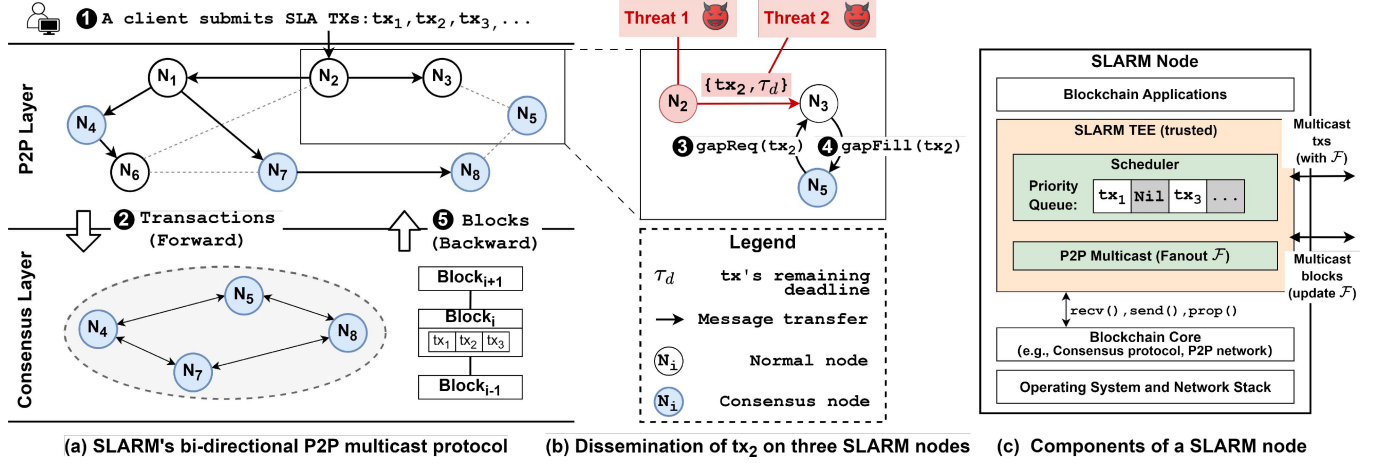 ❶ A client submits SLA TXs:tx1,tx2,tx3,...
P2P Layer
N1
N2
N3
N4
N5
N6
N7
N8
❷ Transactions
(Forward)
❺ Blocks
(Backward)
Consensus Layer
N4
N5
N7
N8
Blocki+1
Blocki
tx1 tx2 tx3
Blocki-1
(a) SLARM's bi-directional P2P multicast protocol
Threat 1
Threat 2
{tx2,τd}
N2
N3
❸ gapReq(tx2)
❹ gapFill(tx2)
N5
Legend
τd tx's remaining
deadline
Message transfer
Ni Normal node
Ni Consensus node
(b) Dissemination of tx2 on three SLARM nodes
SLARM Node
Blockchain Applications
SLARM TEE (trusted)
Scheduler
Priority
Queue:
tx1 Nil tx3 ...
P2P Multicast (Fanout ℱ)
Multicast
txs
(with ℱ)
Multicast
blocks
(update ℱ)
recv(),send(),prop()
Blockchain Core
(e.g., Consensus protocol, P2P network)
Operating System and Network Stack
(c) Components of a SLARM node